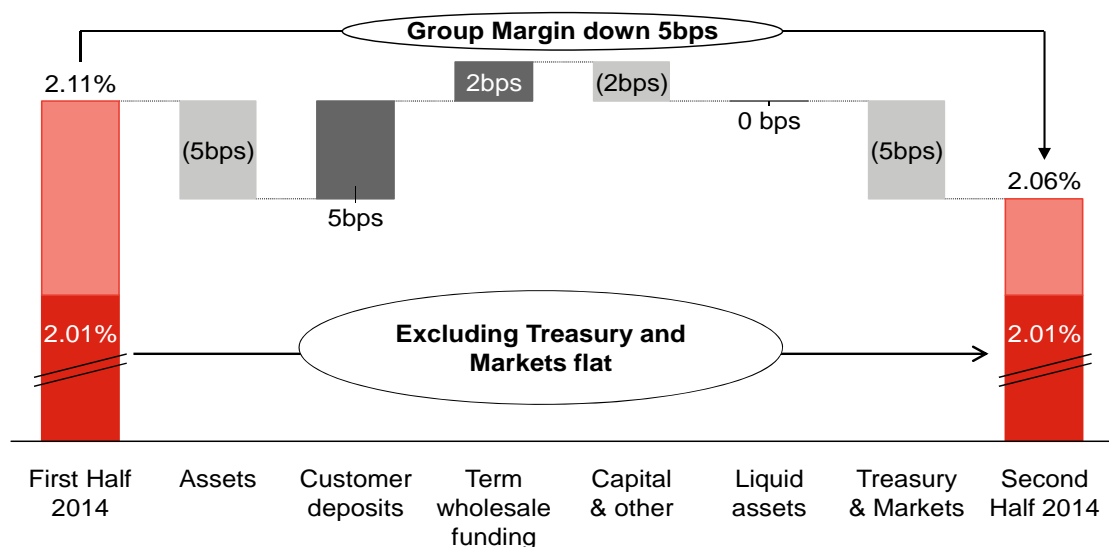 Group Margin down 5bps
2.11%
2bps
(2bps)
(5bps)
0 bps
(5bps)
5bps
2.06%
2.01%
Excluding Treasury and
Markets flat
2.01%
First Half
2014
Assets
Customer
deposits
Term
wholesale
funding
Capital
& other
Liquid
assets
Treasury
& Markets
Second
Half 2014